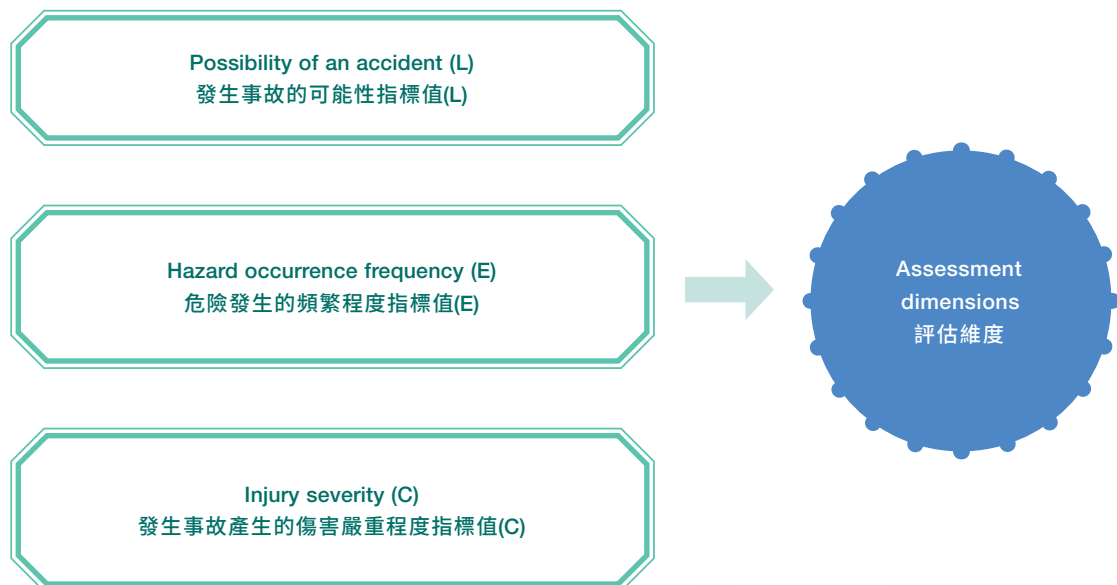 Possibility of an accident (L)
發生事故的可能性指標值(L)
Hazard occurrence frequency (E)
危險發生的頻繁程度指標值(E)
Injury severity (C)
發生事故產生的傷害嚴重程度指標值(C)
Assessment
dimensions
評估維度